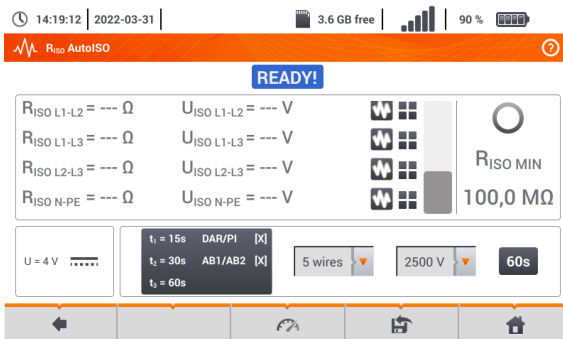 14:19:12 2022-03-31 3.6 GB free 90 %
RISO AutoISO
READY!
RISO L1-L2 = --- Ω UISO L1-L2 = --- V
RISO L1-L3 = --- Ω UISO L1-L3 = --- V
RISO L2-L3 = --- Ω UISO L2-L3 = --- V
RISO N-PE = --- Ω UISO N-PE = --- V
RISO MIN
100,0 MΩ
U = 4 V
t1 = 15s DAR/PI [X]
t2 = 30s AB1/AB2 [X]
t3 = 60s
5 wires
2500 V
60s